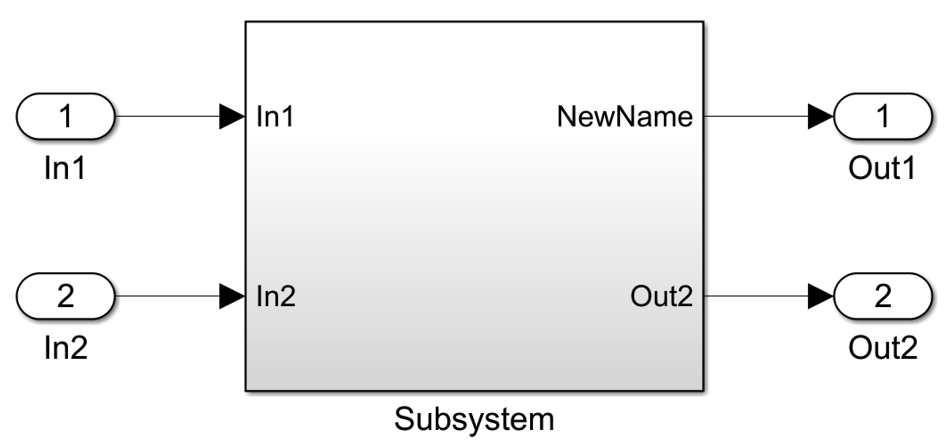 1
In1
In1
NewName
1
Out1
2
In2
In2
Out2
2
Out2
Subsystem